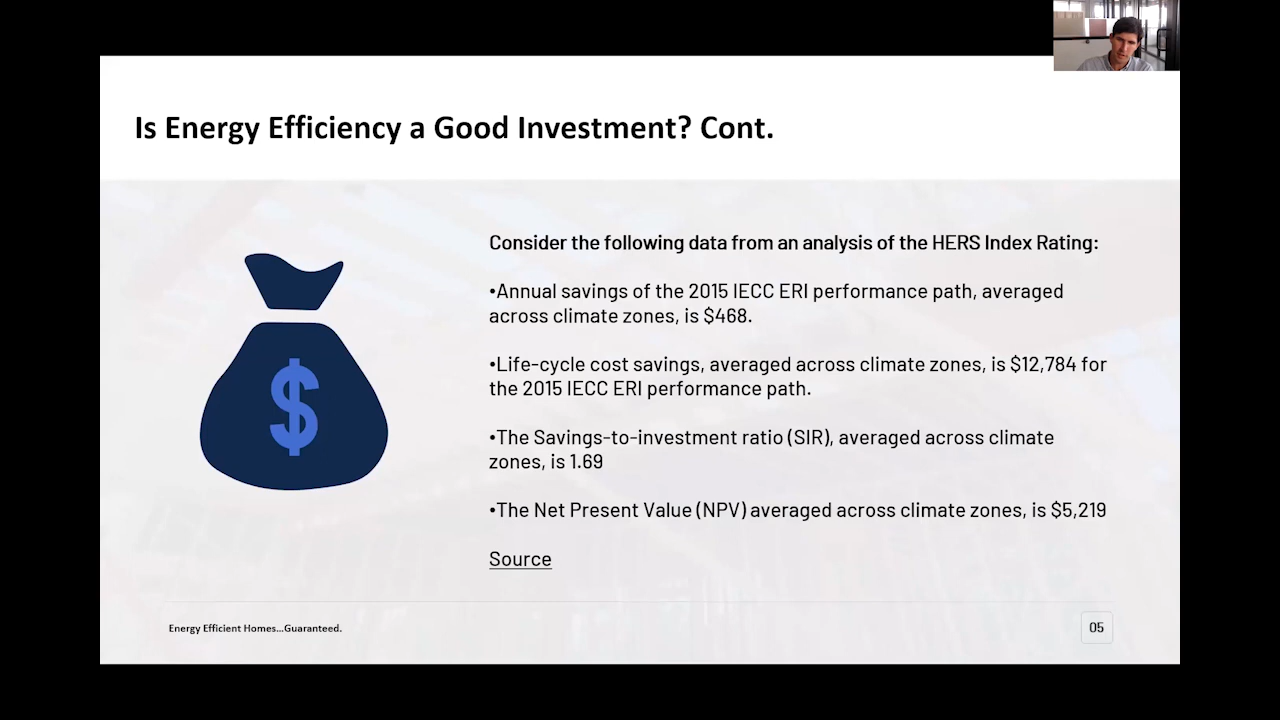 Is Energy Efficiency a Good Investment? Cont.
Consider the following data from an analysis of the HERS Index Rating:
•Annual savings of the 2015 IECC ERI performance path, averaged
across climate zones, is $468.
•Life-cycle cost savings, averaged across climate zones, is $12,784 for
the 2015 IECC ERI performance path.
•The Savings-to-investment ratio (SIR), averaged across climate
zones, is 1.69
•The Net Present Value (NPV) averaged across climate zones, is $5,219
Source
$
Energy Efficient Homes...Guaranteed.
05